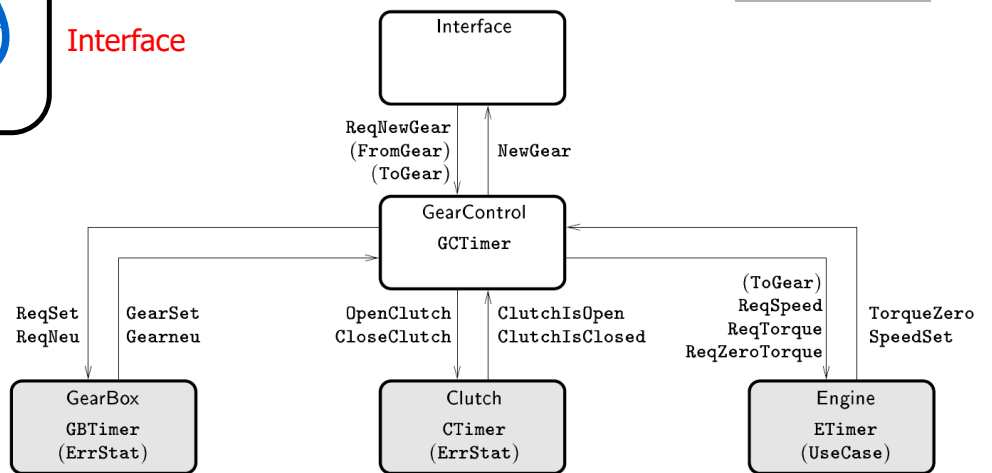 Interface
Interface
ReqNewGear
(FromGear)
(ToGear)
NewGear
GearControl
GCTimer
ReqSet
ReqNeu
GearSet
Gearneu
OpenClutch
CloseClutch
ClutchIsOpen
ClutchIsClosed
(ToGear)
ReqSpeed
ReqTorque
ReqZeroTorque
TorqueZero
SpeedSet
GearBox
GBTimer
(ErrStat)
Clutch
CTimer
(ErrStat)
Engine
ETimer
(UseCase)